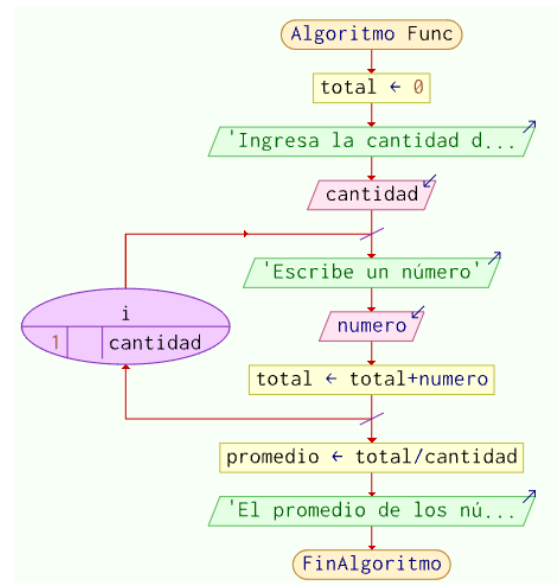 Algoritmo Func
total ← 0
'Ingresa la cantidad d...
cantidad
'Escribe un número'
i
1 cantidad
numero
total ← total+numero
promedio ← total/cantidad
'El promedio de los nú...
FinAlgoritmo